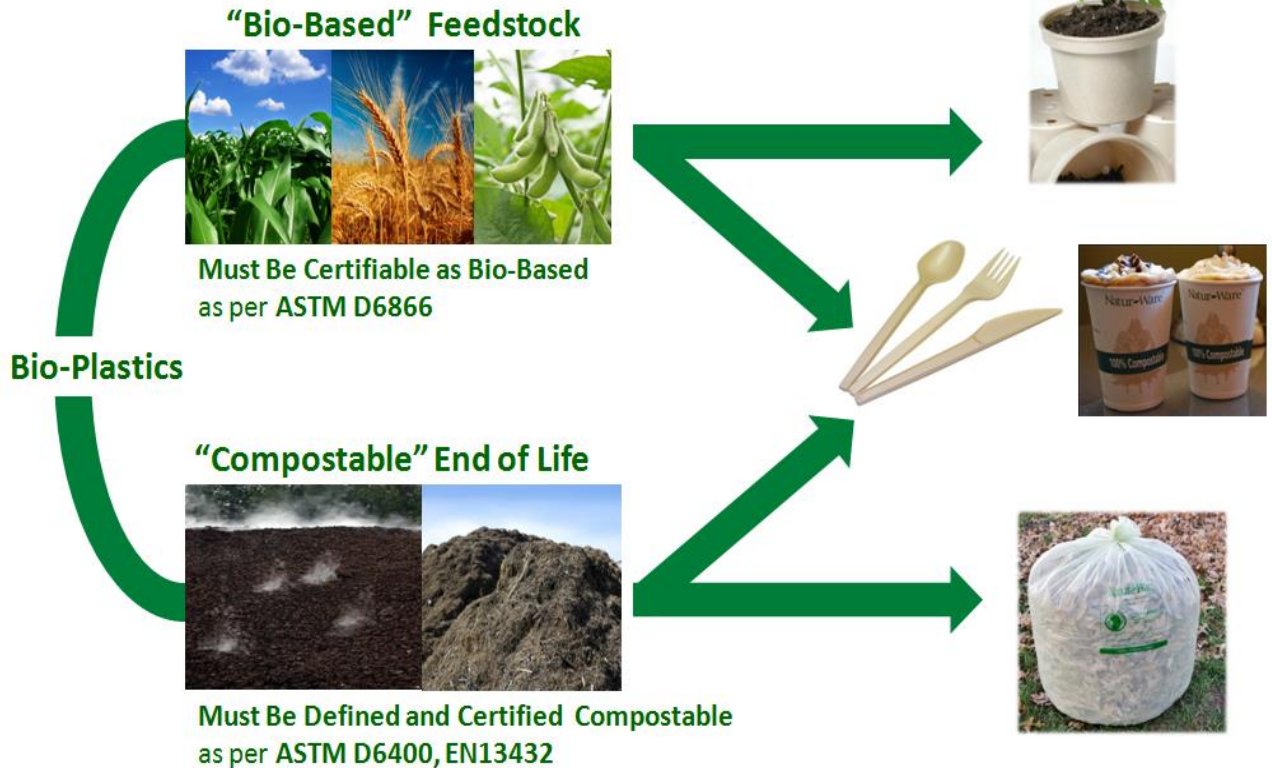 “Bio-Based” Feedstock
Must Be Certifiable as Bio-Based
as per ASTM D6866
Bio-Plastics
Natur-Ware
100% Compostable
Natur-Ware
100% Compostable
“Compostable” End of Life
Must Be Defined and Certified Compostable
as per ASTM D6400, EN13432